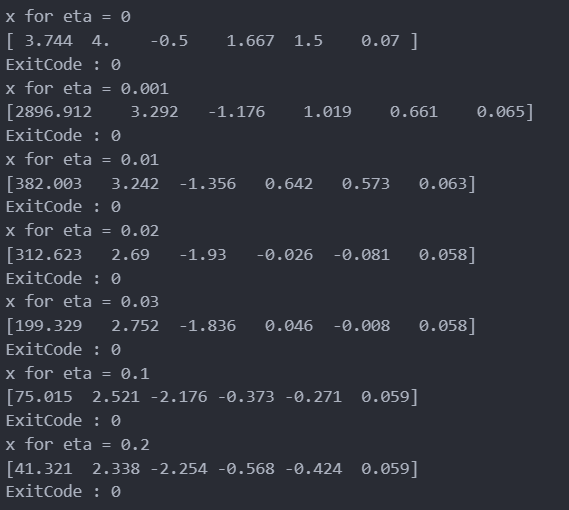 x for eta = 0
[ 3.744  4.    -0.5    1.667  1.5    0.07 ]
ExitCode : 0
x for eta = 0.001
[2896.912    3.292   -1.176    1.019    0.661    0.065]
ExitCode : 0
x for eta = 0.01
[382.003   3.242  -1.356   0.642   0.573   0.063]
ExitCode : 0
x for eta = 0.02
[312.623   2.69   -1.93   -0.026  -0.081   0.058]
ExitCode : 0
x for eta = 0.03
[199.329   2.752  -1.836   0.046  -0.008   0.058]
ExitCode : 0
x for eta = 0.1
[75.015  2.521 -2.176 -0.373 -0.271  0.059]
ExitCode : 0
x for eta = 0.2
[41.321  2.338 -2.254 -0.568 -0.424  0.059]
ExitCode : 0